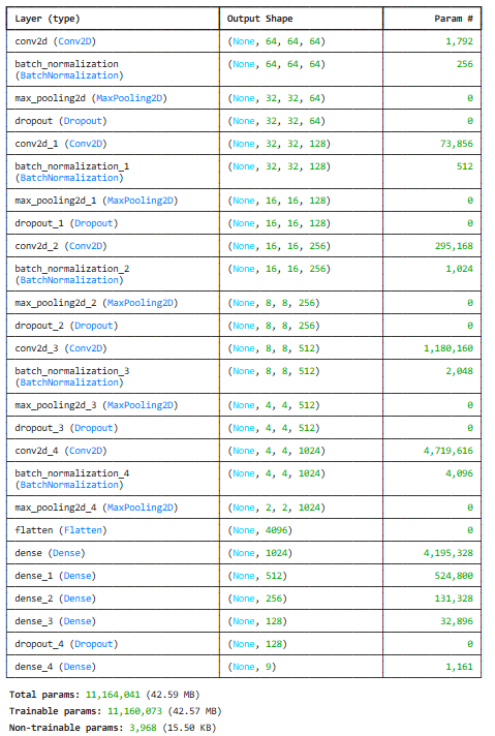 Layer (type) Output Shape Param #
conv2d (Conv2D) (None, 64, 64, 64) 1,792
batch_normalization (None, 64, 64, 64) 256
(BatchNormalization)
max_pooling2d (MaxPooling2D) (None, 32, 32, 64) 0
dropout (Dropout) (None, 32, 32, 64) 0
conv2d_1 (Conv2D) (None, 32, 32, 128) 73,856
batch_normalization_1 (None, 32, 32, 128) 512
(BatchNormalization)
max_pooling2d_1 (MaxPooling2D) (None, 16, 16, 128) 0
dropout_1 (Dropout) (None, 16, 16, 128) 0
conv2d_2 (Conv2D) (None, 16, 16, 256) 295,168
batch_normalization_2 (None, 16, 16, 256) 1,024
(BatchNormalization)
max_pooling2d_2 (MaxPooling2D) (None, 8, 8, 256) 0
dropout_2 (Dropout) (None, 8, 8, 256) 0
conv2d_3 (Conv2D) (None, 8, 8, 512) 1,180,160
batch_normalization_3 (None, 8, 8, 512) 2,048
(BatchNormalization)
max_pooling2d_3 (MaxPooling2D) (None, 4, 4, 512) 0
dropout_3 (Dropout) (None, 4, 4, 512) 0
conv2d_4 (Conv2D) (None, 4, 4, 1024) 4,719,616
batch_normalization_4 (None, 4, 4, 1024) 4,096
(BatchNormalization)
max_pooling2d_4 (MaxPooling2D) (None, 2, 2, 1024) 0
flatten (Flatten) (None, 4096) 0
dense (Dense) (None, 1024) 4,195,328
dense_1 (Dense) (None, 512) 524,800
dense_2 (Dense) (None, 256) 131,328
dense_3 (Dense) (None, 128) 32,896
dropout_4 (Dropout) (None, 128) 0
dense_4 (Dense) (None, 9) 1,161
Total params: 11,164,041 (42.59 MB)
Trainable params: 11,160,073 (42.57 MB)
Non-trainable params: 3,968 (15.50 KB)